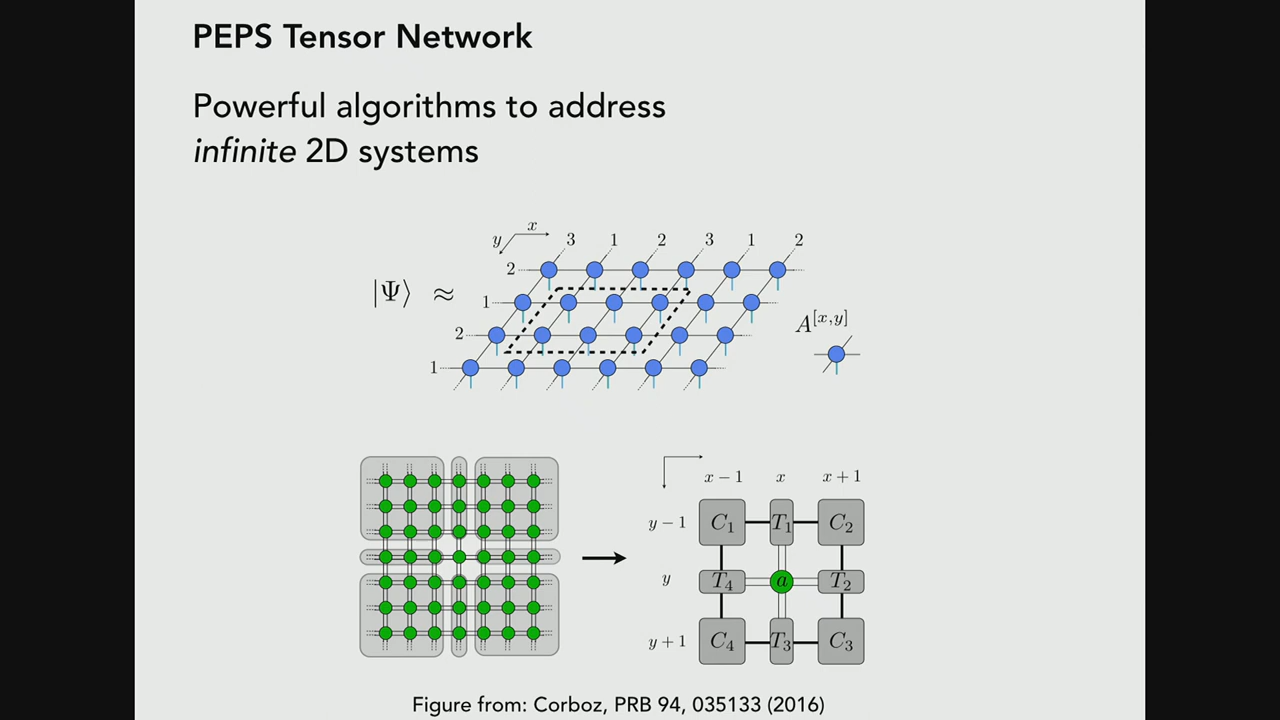 PEPS Tensor Network
Powerful algorithms to address
infinite 2D systems
x
y 3 1 2 3 1 2
2
|Ψ⟩ ≈ 1
A^[x,y]
2
1
x − 1 x x + 1
y − 1 C₁ T₁ C₂
y T₄ a T₂
y + 1 C₄ T₃ C₃
Figure from: Corboz, PRB 94, 035133 (2016)